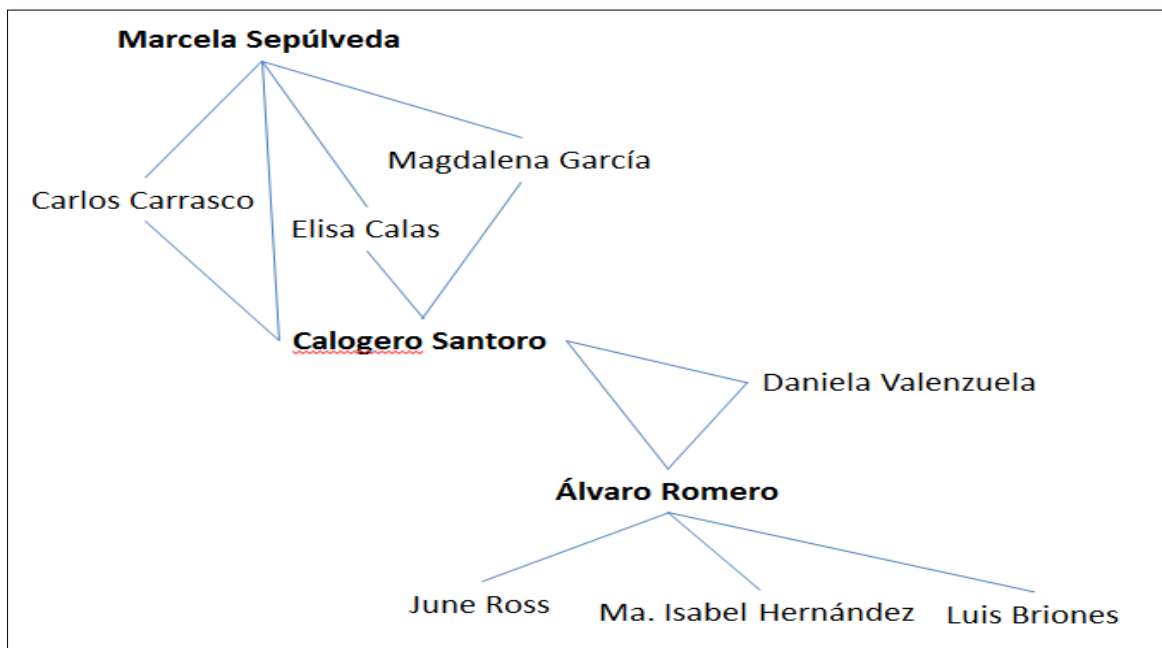 Marcela Sepúlveda
Magdalena García
Carlos Carrasco
Elisa Calas
Calogero Santoro
Daniela Valenzuela
Álvaro Romero
June Ross
Ma. Isabel Hernández
Luis Briones